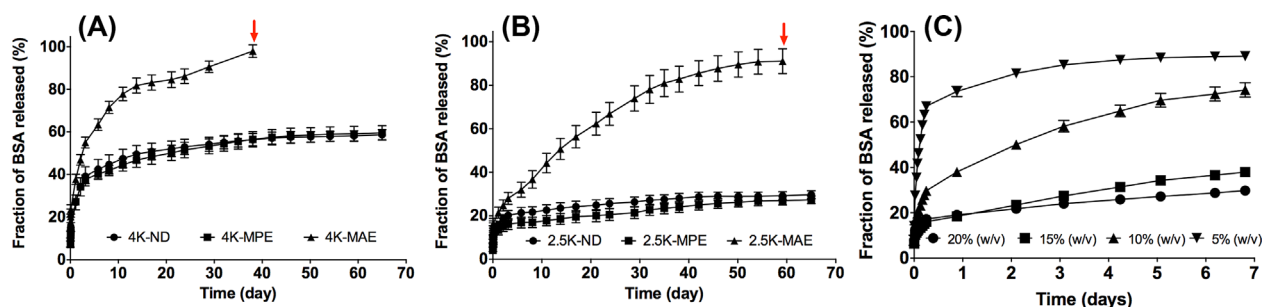 (A)
Fraction of BSA released (%)
100
80
60
40
20
0
4K-ND 4K-MPE 4K-MAE
0 10 20 30 40 50 60 70
Time (day)
(B)
Fraction of BSA released (%)
100
80
60
40
20
0
2.5K-ND 2.5K-MPE 2.5K-MAE
0 10 20 30 40 50 60 70
Time (day)
(C)
Fraction of BSA released (%)
100
80
60
40
20
0
20% (w/v) 15% (w/v) 10% (w/v) 5% (w/v)
0 1 2 3 4 5 6 7
Time (days)